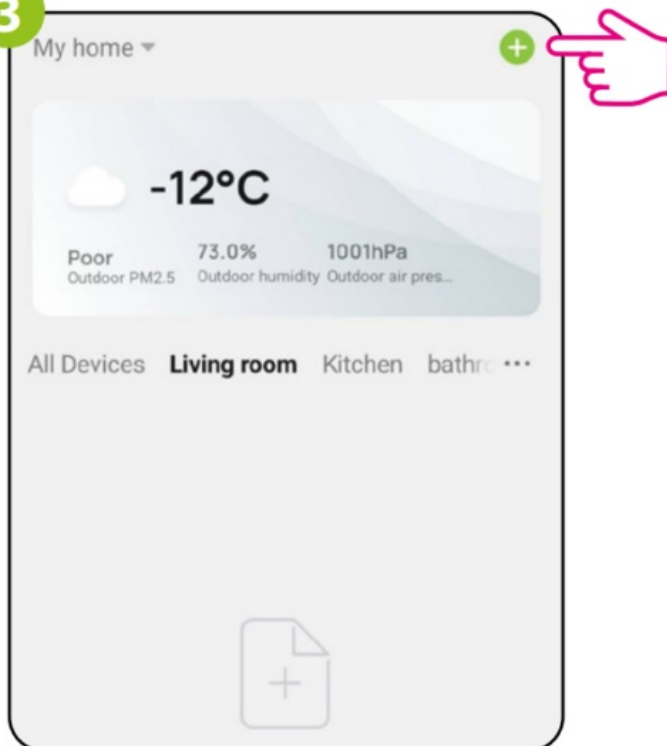 3
My home
-12°C
Poor 73.0% 1001hPa
Outdoor PM2.5 Outdoor humidity Outdoor air pres...
All Devices Living room Kitchen bathro ...